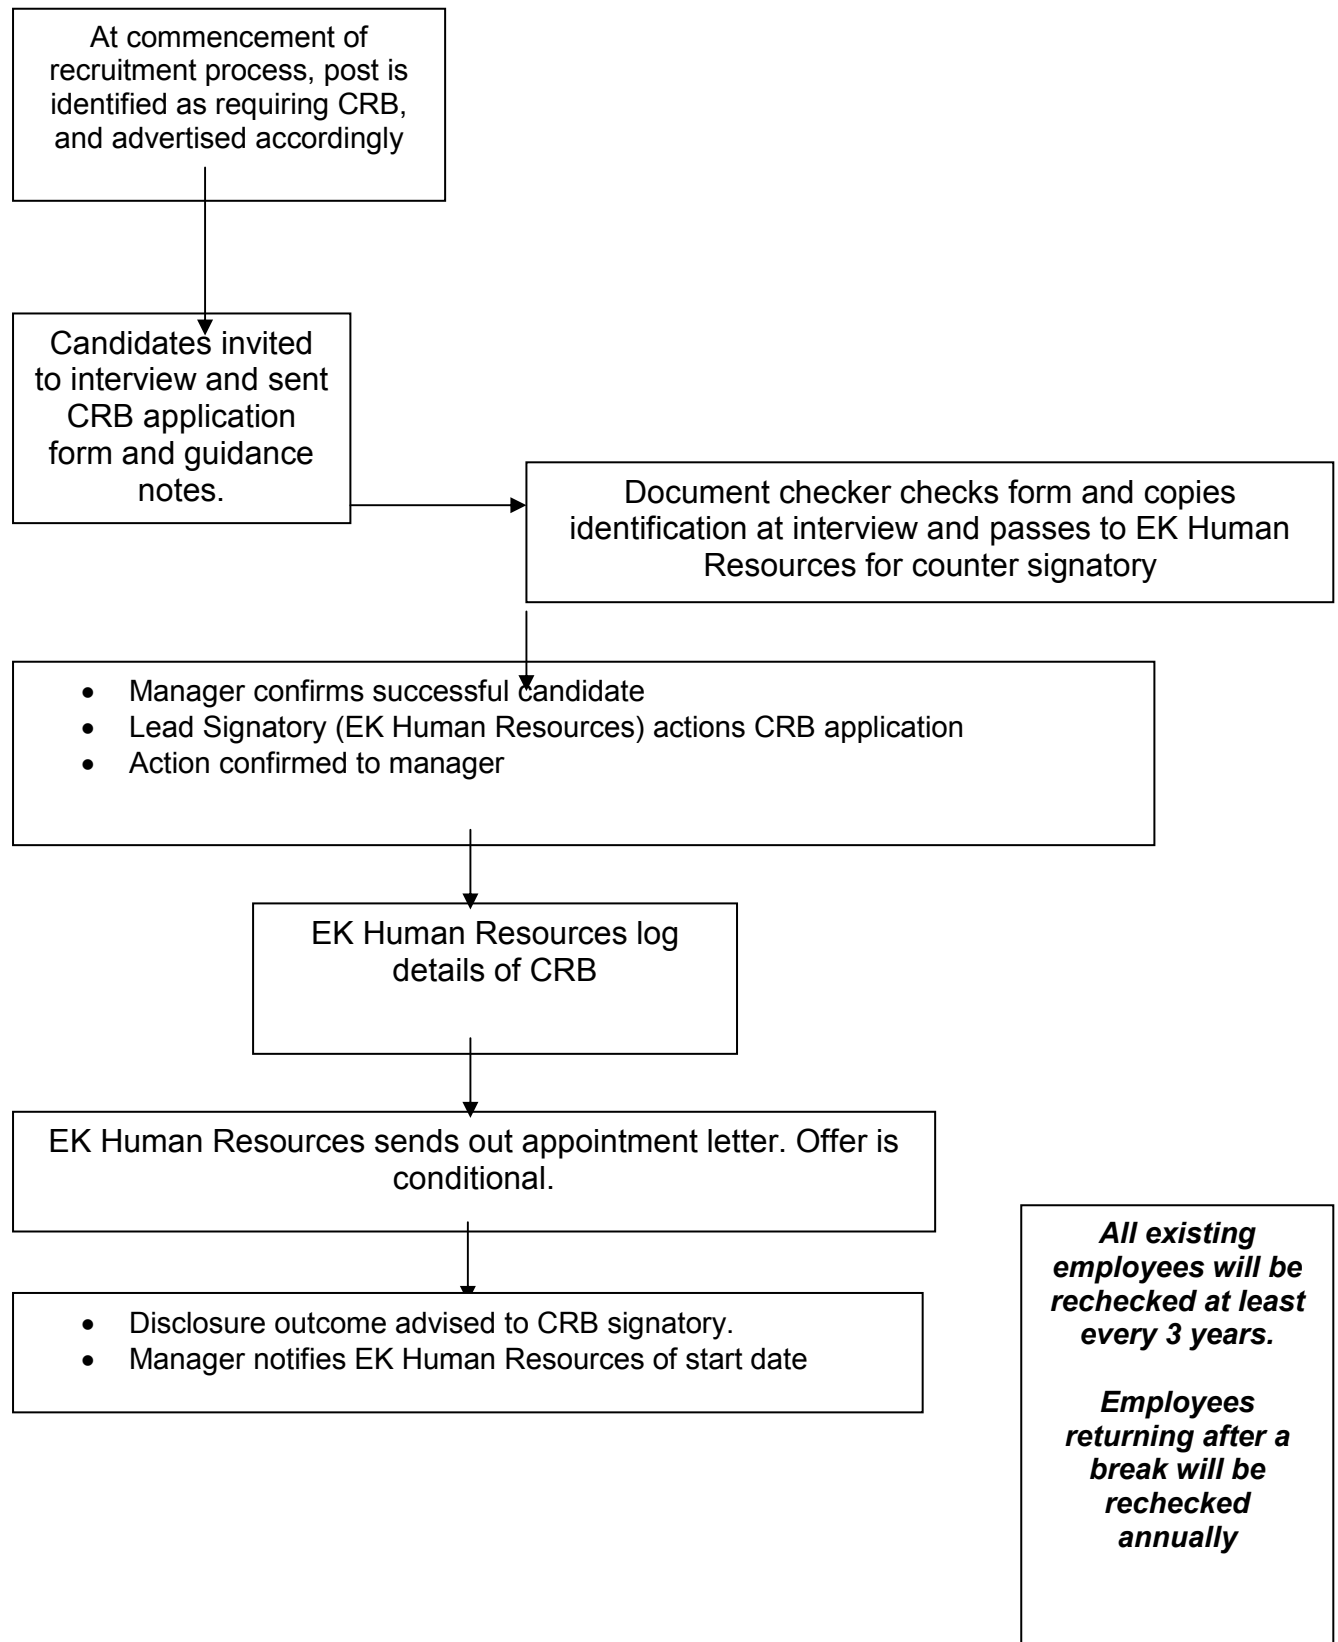 At commencement of
recruitment process, post is
identified as requiring CRB,
and advertised accordingly
Candidates invited
to interview and sent
CRB application
form and guidance
notes.
Document checker checks form and copies
identification at interview and passes to EK Human
Resources for counter signatory
• Manager confirms successful candidate
• Lead Signatory (EK Human Resources) actions CRB application
• Action confirmed to manager
EK Human Resources log
details of CRB
EK Human Resources sends out appointment letter. Offer is
conditional.
• Disclosure outcome advised to CRB signatory.
• Manager notifies EK Human Resources of start date
All existing
employees will be
rechecked at least
every 3 years.
Employees
returning after a
break will be
rechecked
annually